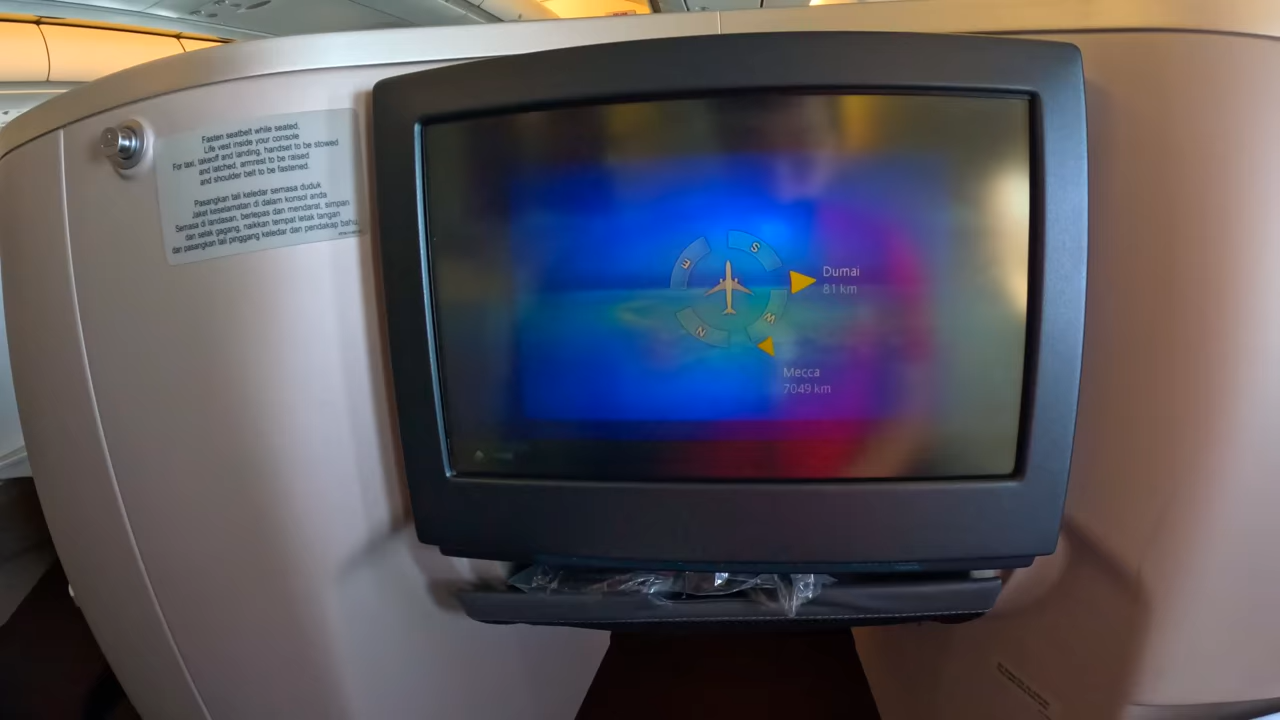 Fasten seatbelt while seated,
Life vest inside your console
For taxi, takeoff and landing, handset to be stowed
and latched, armrest to be raised
and shoulder belt to be fastened.
Pasangkan tali keledar semasa duduk
Jaket keselamatan di dalam konsol anda
Semasa di landasan, berlepas dan mendarat, simpan
dan selak gagang, naikkan tempat letak tangan
dan pasangkan tali pinggang keledar dan pendakap bahu.
E
S
W
N
Dumai
81 km
Mecca
7049 km